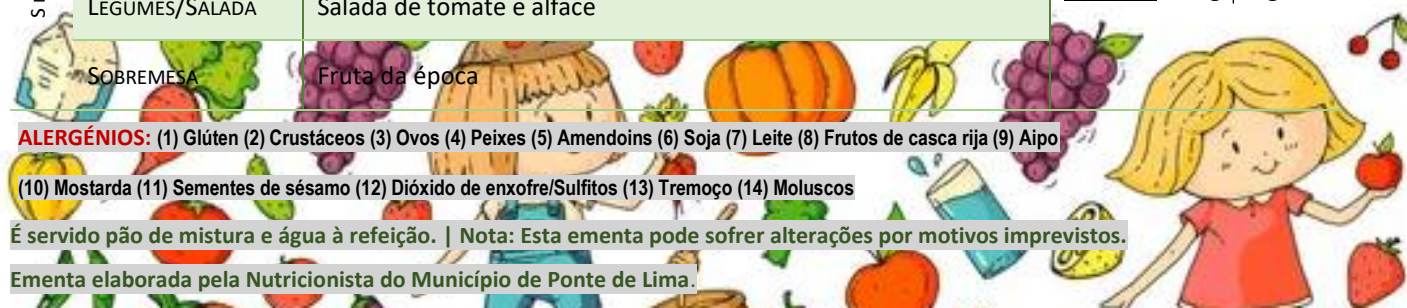 LEGUMES/SALADA Salada de tomate e alface
SOBREMESA Fruta da época
ALERGÉNIOS: (1) Glúten (2) Crustáceos (3) Ovos (4) Peixes (5) Amendoins (6) Soja (7) Leite (8) Frutos de casca rija (9) Aipo
(10) Mostarda (11) Sementes de sésamo (12) Dióxido de enxofre/Sulfitos (13) Tremoço (14) Moluscos
É servido pão de mistura e água à refeição. | Nota: Esta ementa pode sofrer alterações por motivos imprevistos.
Ementa elaborada pela Nutricionista do Município de Ponte de Lima.